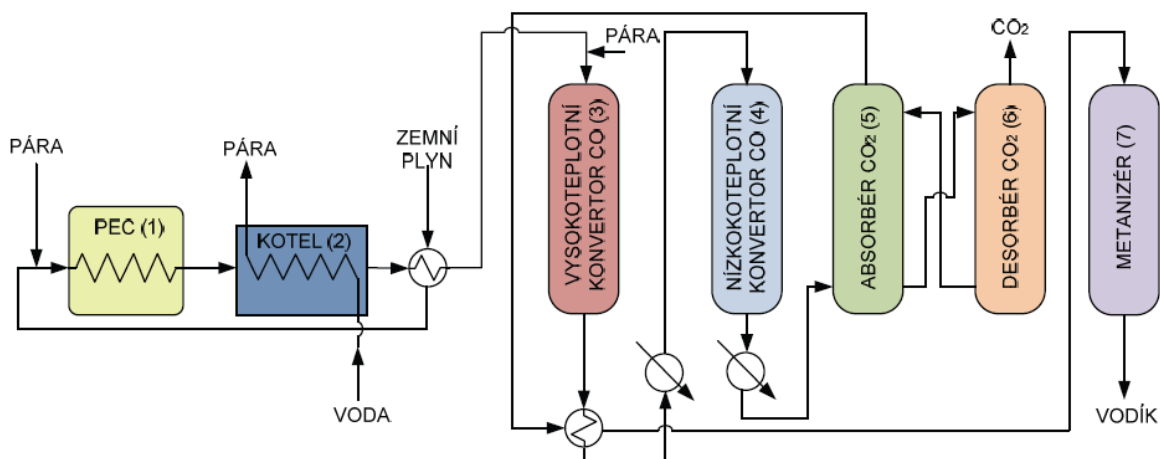 PÁRA
PEC (1)
PÁRA
KOTEL (2)
VODA
ZEMNÍ
PLYN
PÁRA
VYSOKOTEPLOTNÍ
KONVERTOR CO (3)
NÍZKOTEPLOTNÍ
KONVERTOR CO (4)
ABSORBÉR CO₂ (5)
DESORBÉR CO₂ (6)
CO₂
METANIZÉR (7)
VODÍK